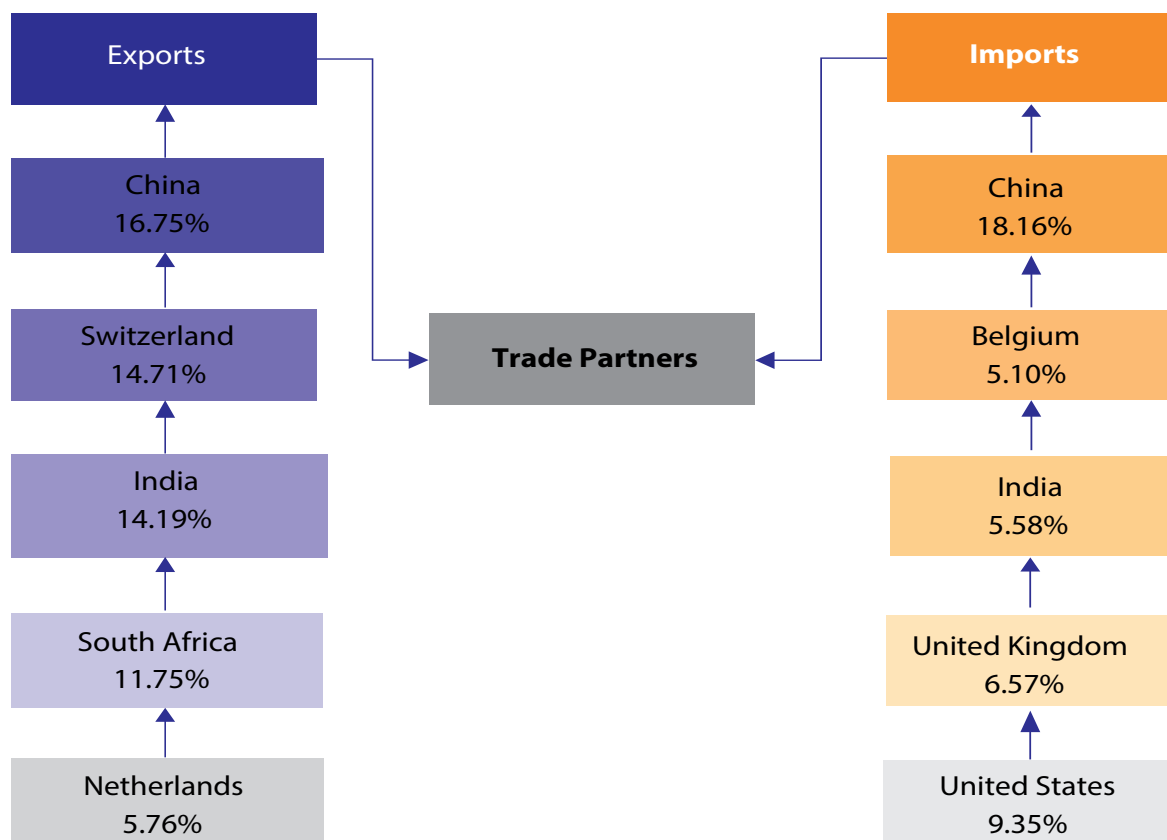 Exports
China
16.75%
Switzerland
14.71%
India
14.19%
South Africa
11.75%
Netherlands
5.76%
Trade Partners
Imports
China
18.16%
Belgium
5.10%
India
5.58%
United Kingdom
6.57%
United States
9.35%